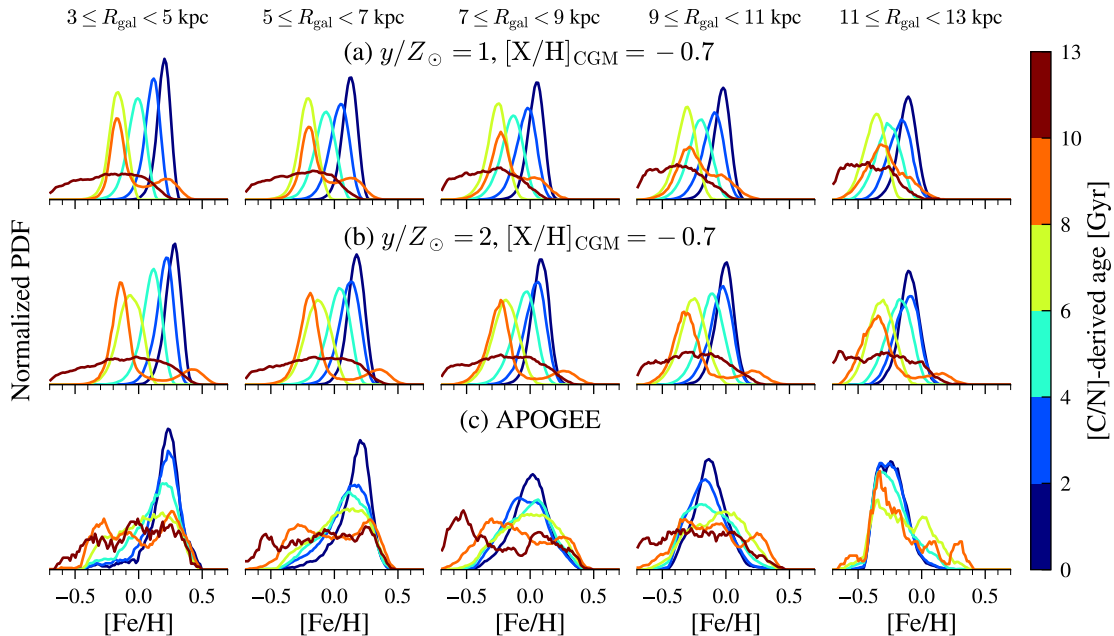 3 ≤ R_gal < 5 kpc
5 ≤ R_gal < 7 kpc
7 ≤ R_gal < 9 kpc
9 ≤ R_gal < 11 kpc
11 ≤ R_gal < 13 kpc
(a) y/Z_⊙ = 1, [X/H]_CGM = −0.7
(b) y/Z_⊙ = 2, [X/H]_CGM = −0.7
(c) APOGEE
Normalized PDF
−0.5 0.0 0.5
−0.5 0.0 0.5
−0.5 0.0 0.5
−0.5 0.0 0.5
−0.5 0.0 0.5
[Fe/H]
[Fe/H]
[Fe/H]
[Fe/H]
[Fe/H]
13
10
8
6
4
2
0
[C/N]-derived age [Gyr]